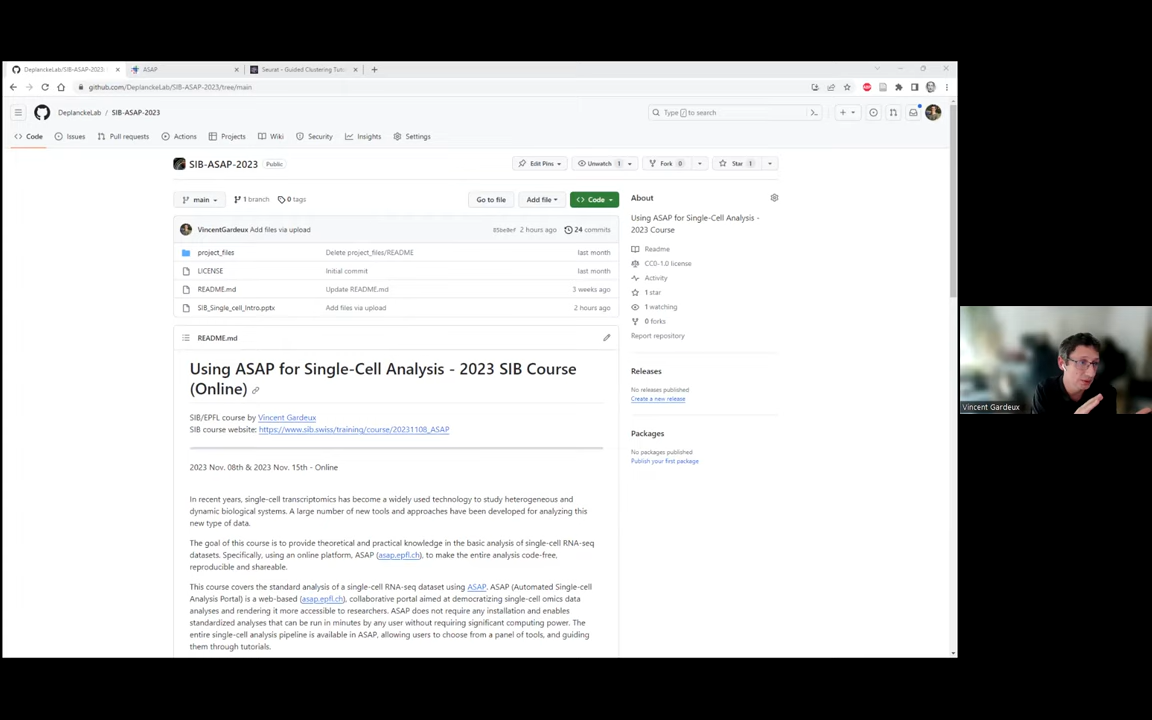 DeplanckeLab/SIB-ASAP-2023:
ASAP
Seurat - Guided Clustering Tuto
github.com/DeplanckeLab/SIB-ASAP-2023/tree/main
DeplanckeLab / SIB-ASAP-2023
Type / to search
Code Issues Pull requests Actions Projects Wiki Security Insights Settings
SIB-ASAP-2023 Public
Edit Pins Unwatch 1 Fork 0 Star 1
main 1 branch 0 tags Go to file Add file Code
VincentGardeux Add files via upload 2 hours ago 24 commits
project_files Delete project_files/README last month
LICENSE Initial commit last month
README.md Update README.md 3 weeks ago
SIB_Single_cell_Intro.pptx Add files via upload 2 hours ago
README.md
Using ASAP for Single-Cell Analysis - 2023 SIB Course
(Online)
SIB/EPFL course by Vincent Gardeux
SIB course website: https://www.sib.swiss/training/course/20231108_ASAP
2023 Nov. 08th & 2023 Nov. 15th - Online
In recent years, single-cell transcriptomics has become a widely used technology to study heterogeneous and
dynamic biological systems. A large number of new tools and approaches have been developed for analyzing this
new type of data.
The goal of this course is to provide theoretical and practical knowledge in the basic analysis of single-cell RNA-seq
datasets. Specifically, using an online platform, ASAP (asap.epfl.ch), to make the entire analysis code-free,
reproducible and shareable.
This course covers the standard analysis of a single-cell RNA-seq dataset using ASAP. ASAP (Automated Single-cell
Analysis Portal) is a web-based (asap.epfl.ch), collaborative portal aimed at democratizing single-cell omics data
analyses and rendering it more accessible to researchers. ASAP does not require any installation and enables
standardized analyses that can be run in minutes by any user without requiring significant computing power. The
entire single-cell analysis pipeline is available in ASAP, allowing users to choose from a panel of tools, and guiding
them through tutorials.
About
Using ASAP for Single-Cell Analysis -
2023 Course
Readme
CC0-1.0 license
Activity
1 star
1 watching
0 forks
Report repository
Releases
No releases published
Create a new release
Packages
No packages published
Publish your first package
Vincent Gardeux